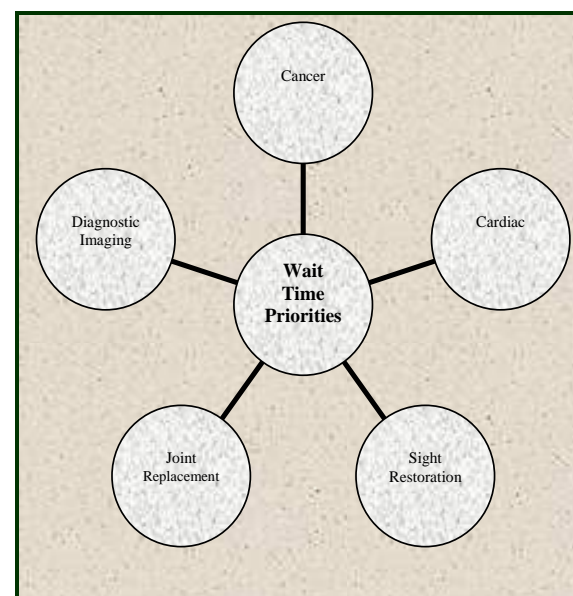 Cancer
Diagnostic
Imaging
Cardiac
Wait
Time
Priorities
Joint
Replacement
Sight
Restoration